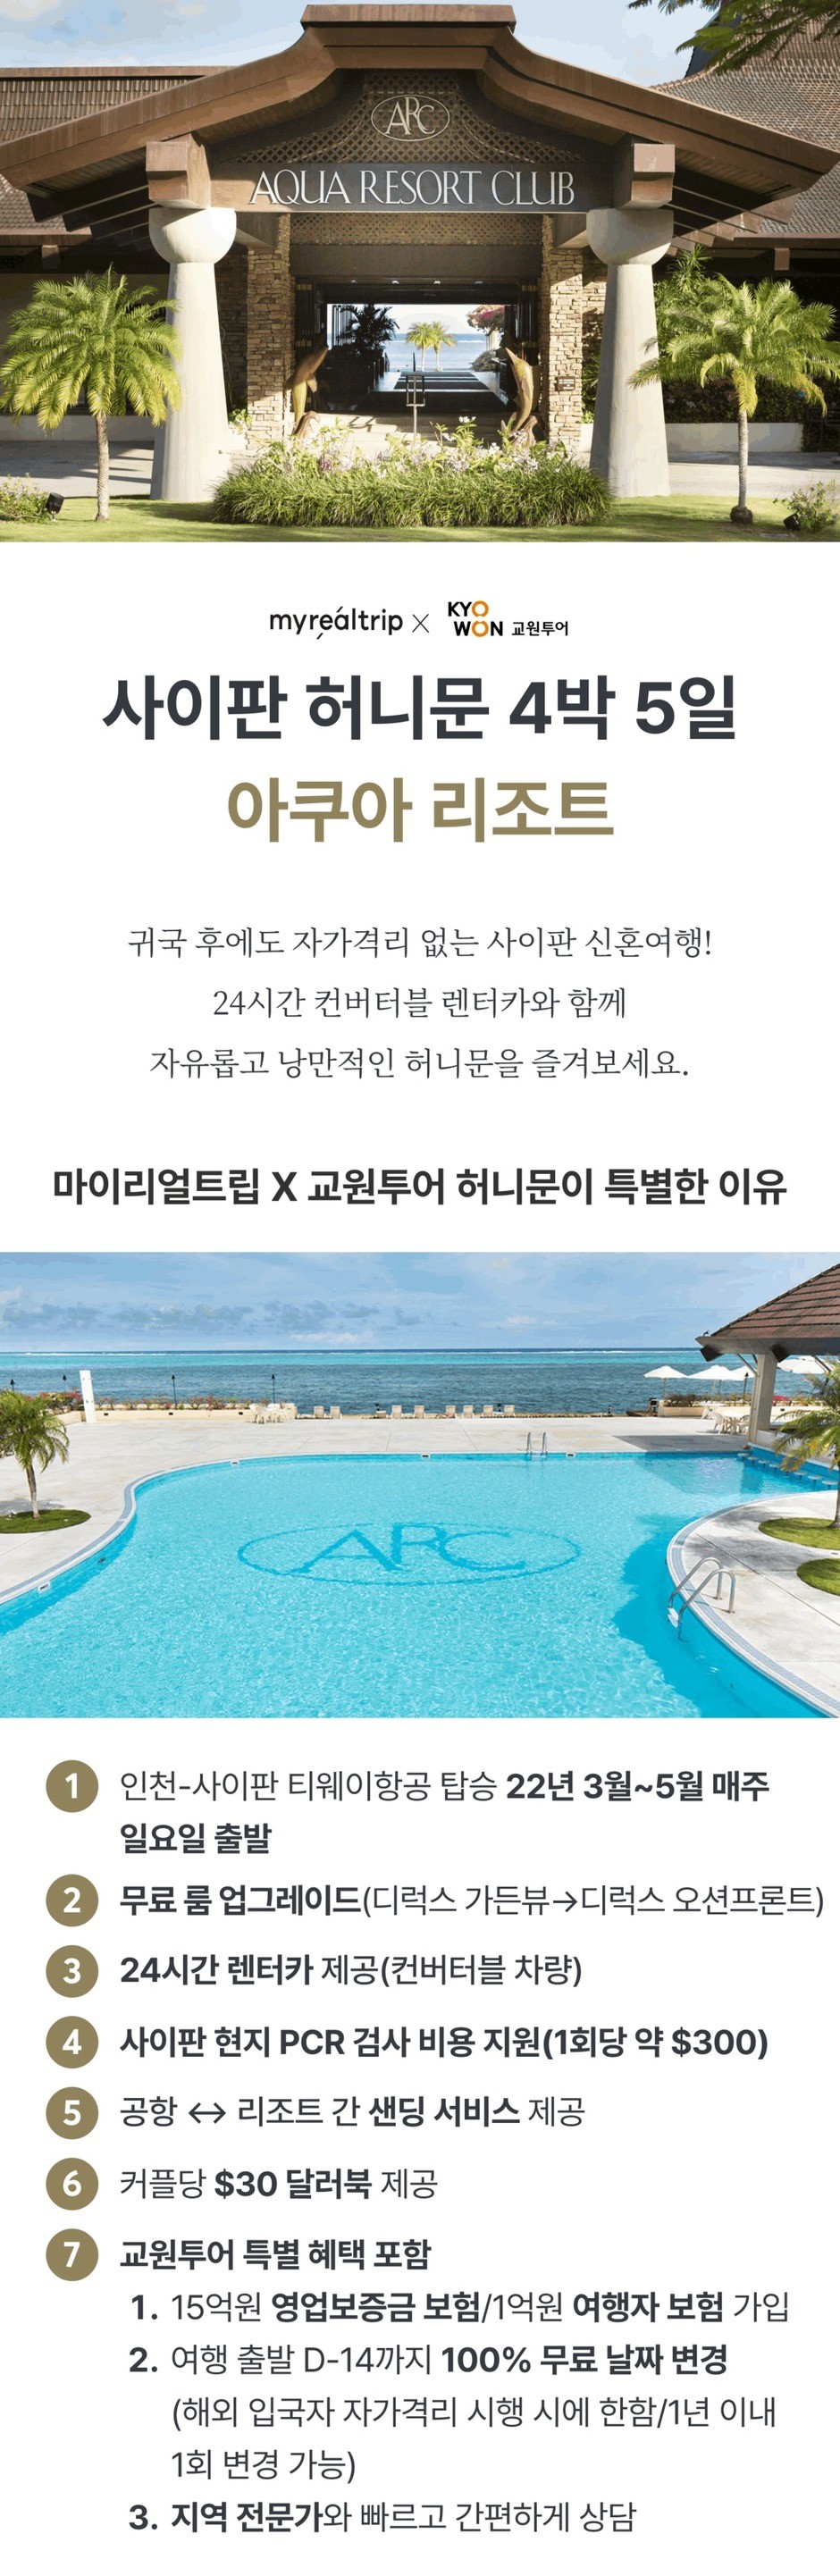 ARC
AQUA RESORT CLUB
myrealtrip X KYOWON 교원투어
사이판 허니문 4박 5일
아쿠아 리조트
귀국 후에도 자가격리 없는 사이판 신혼여행!
24시간 컨버터블 렌터카와 함께
자유롭고 낭만적인 허니문을 즐겨보세요.
마이리얼트립 X 교원투어 허니문이 특별한 이유
ARC
1 인천-사이판 티웨이항공 탑승 22년 3월~5월 매주
일요일 출발
2 무료 룸 업그레이드(디럭스 가든뷰→디럭스 오션프론트)
3 24시간 렌터카 제공(컨버터블 차량)
4 사이판 현지 PCR 검사 비용 지원(1회당 약 $300)
5 공항 ↔ 리조트 간 샌딩 서비스 제공
6 커플당 $30 달러북 제공
7 교원투어 특별 혜택 포함
1. 15억원 영업보증금 보험/1억원 여행자 보험 가입
2. 여행 출발 D-14까지 100% 무료 날짜 변경
(해외 입국자 자가격리 시행 시에 한함/1년 이내
1회 변경 가능)
3. 지역 전문가와 빠르고 간편하게 상담